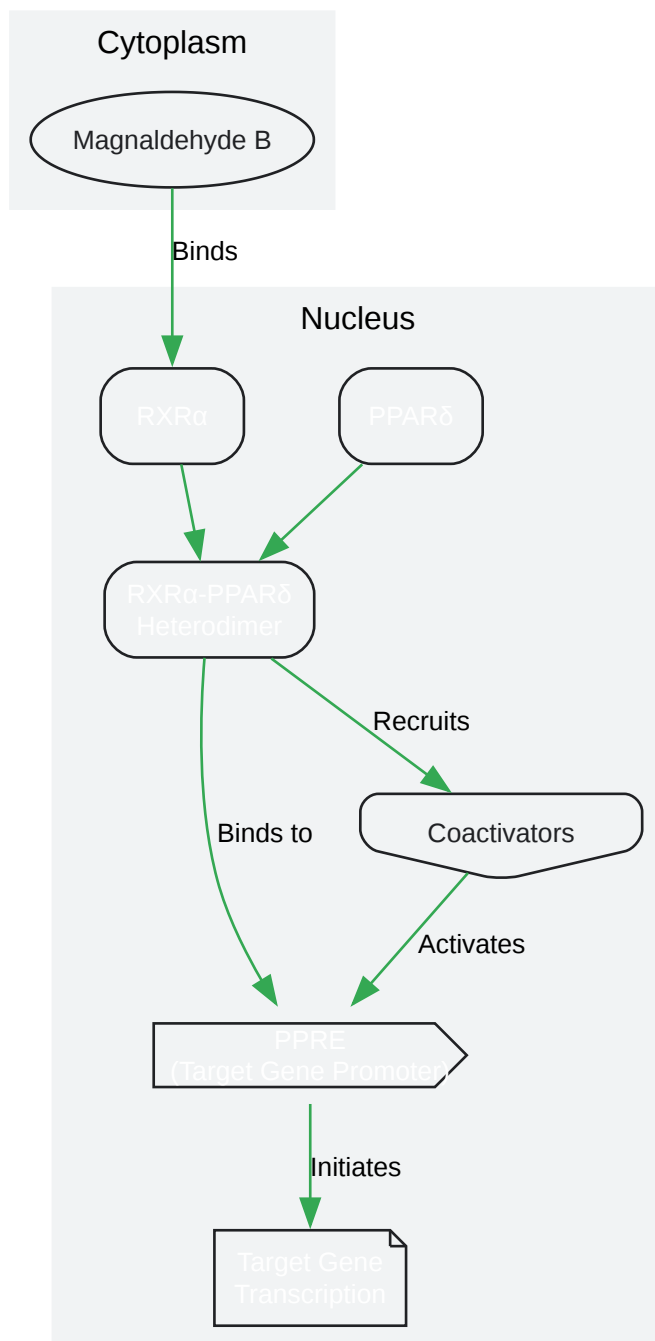 Cytoplasm
Magnaldehyde B
Binds
Nucleus
RXRα
PPARδ
RXRα-PPARδ
Heterodimer
Recruits
Binds to
Coactivators
Activates
PPRE
(Target Gene Promoter)
Initiates
Target Gene
Transcription